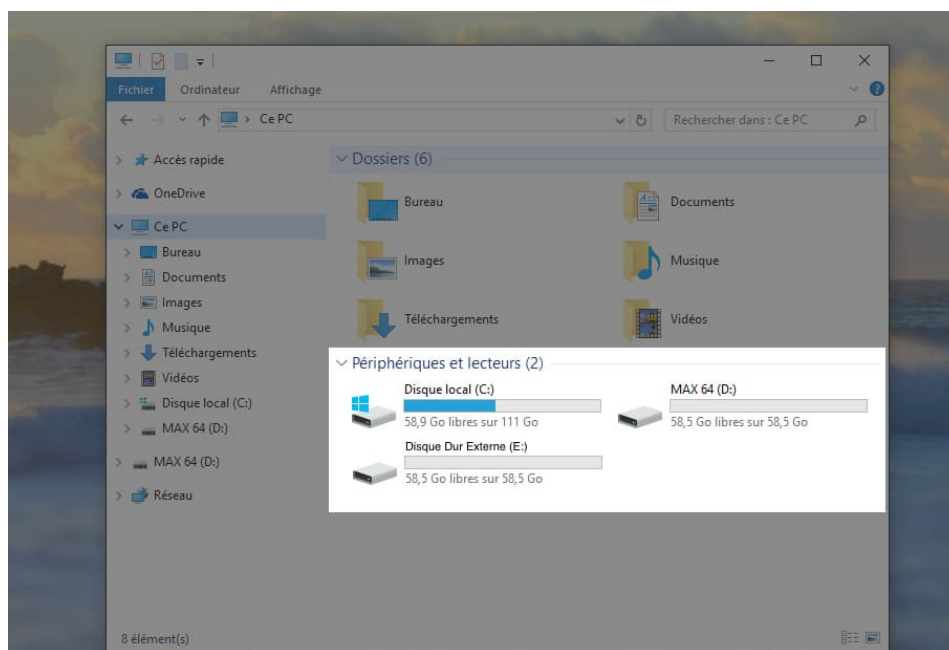 Fichier Ordinateur Affichage
Ce PC Rechercher dans : Ce PC
Accès rapide
OneDrive
Ce PC
Bureau
Documents
Images
Musique
Téléchargements
Vidéos
Disque local (C:)
MAX 64 (D:)
MAX 64 (D:)
Réseau
Dossiers (6)
Bureau Documents
Images Musique
Téléchargements Vidéos
Périphériques et lecteurs (2)
Disque local (C:) MAX 64 (D:)
58,9 Go libres sur 111 Go 58,5 Go libres sur 58,5 Go
Disque Dur Externe (E:)
58,5 Go libres sur 58,5 Go
8 élément(s)